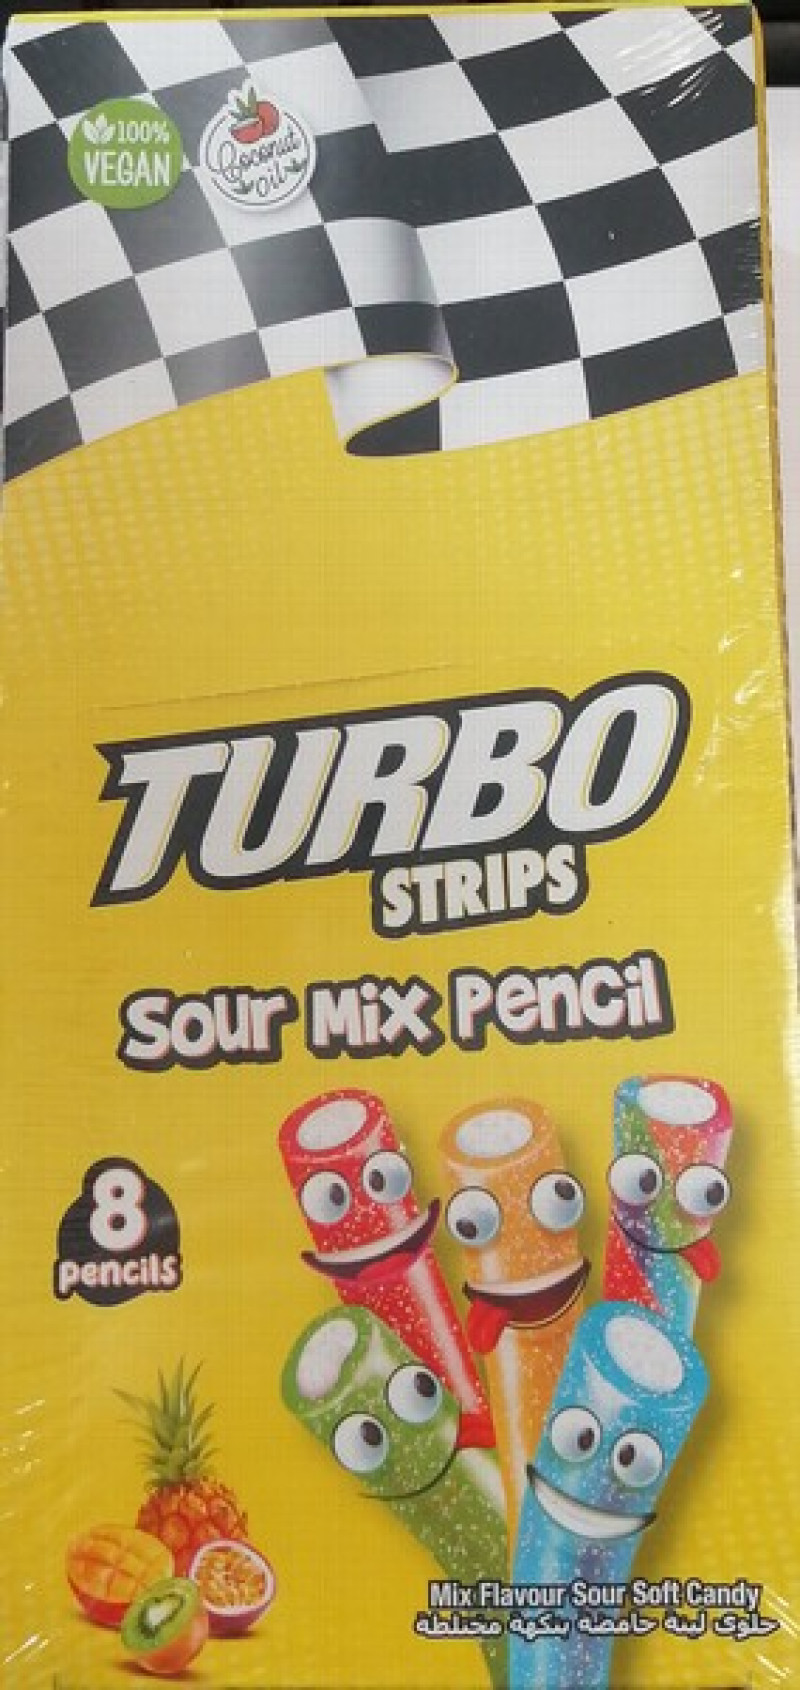 100%
VEGAN
Coconut
oil
TURBO
STRIPS
Sour Mix Pencil
8
pencils
Mix Flavour Sour Soft Candy
حلوى لينة حامضة بنكهة مختلطة